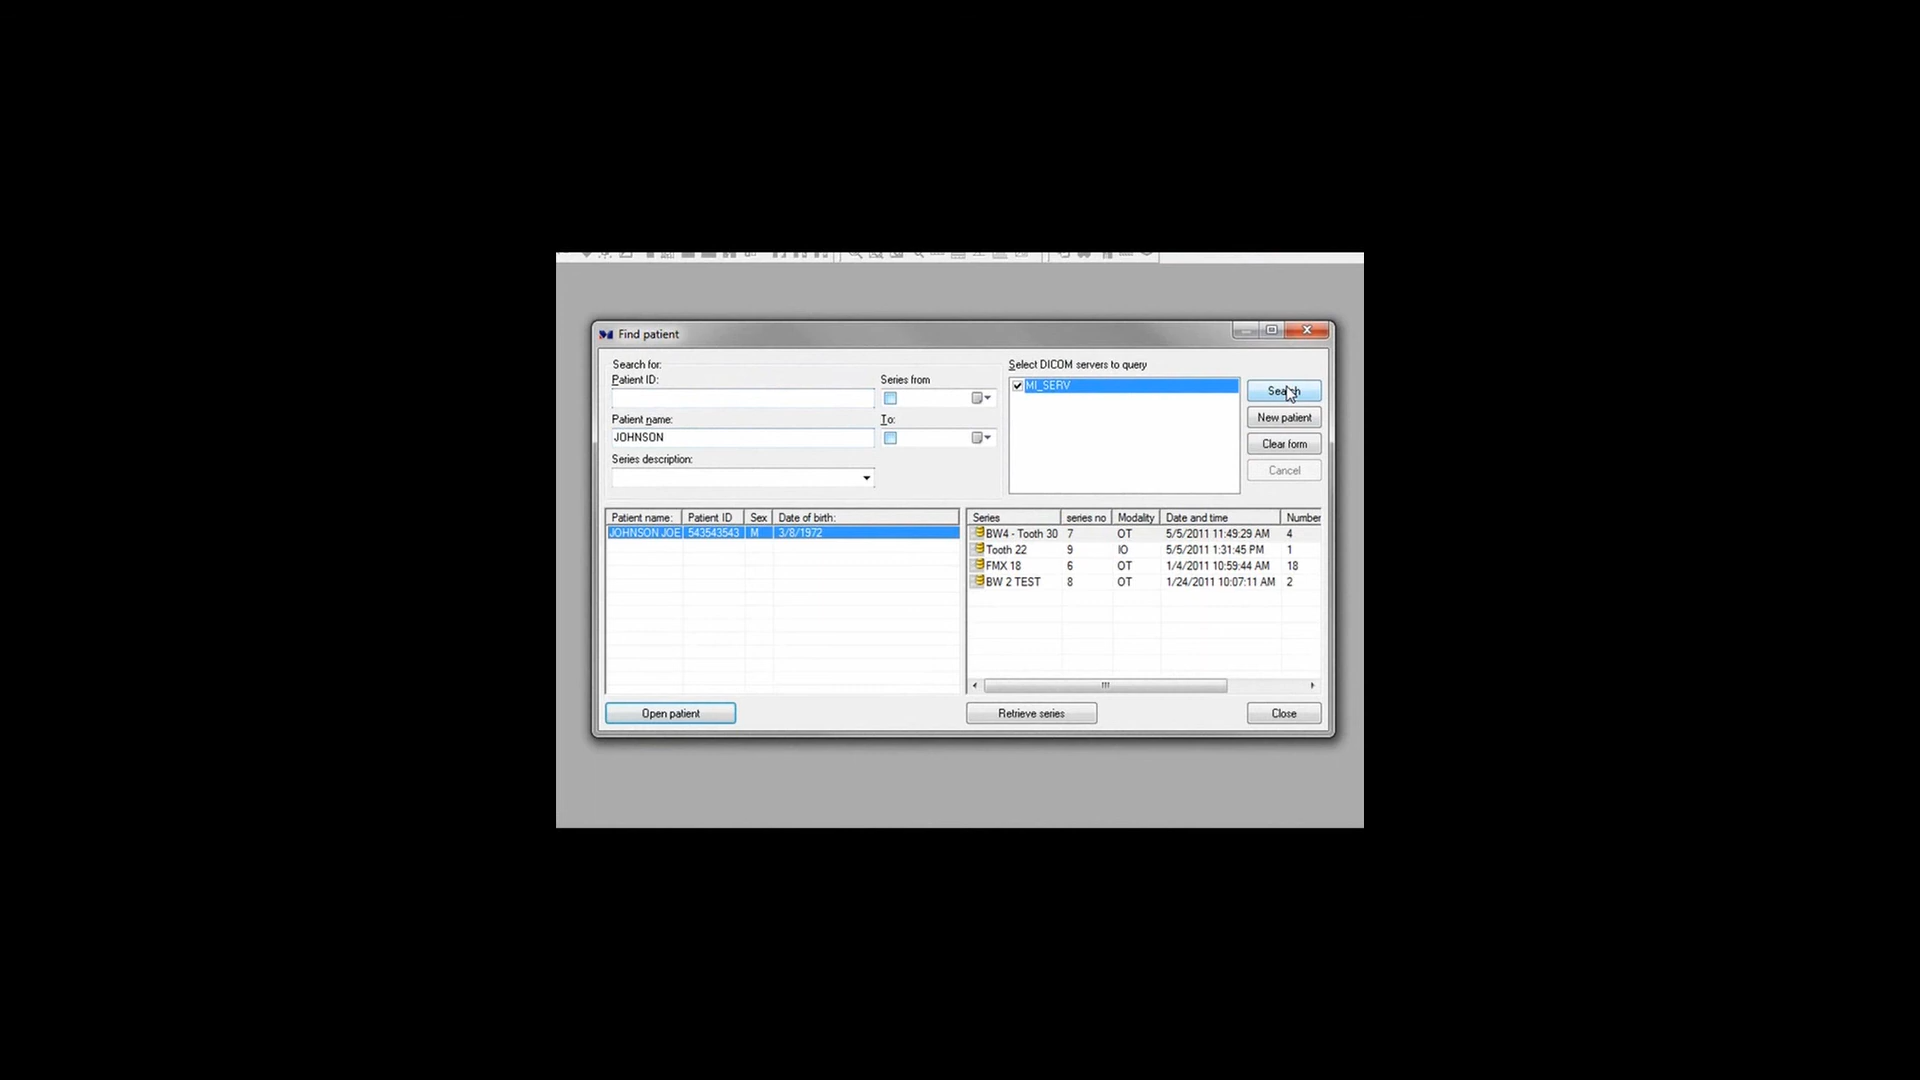 Find patient
Search for:
Patient ID:
Series from
Patient name:
To:
JOHNSON
Series description:
Select DICOM servers to query
MI_SERV
Search
New patient
Clear form
Cancel
Patient name: Patient ID Sex Date of birth:
JOHNSON JOE 543543543 M 3/8/1972
Series series no Modality Date and time Number
BW4 - Tooth 30 7 OT 5/5/2011 11:49:29 AM 4
Tooth 22 9 IO 5/5/2011 1:31:45 PM 1
FMX 18 6 OT 1/4/2011 10:59:44 AM 18
BW 2 TEST 8 OT 1/24/2011 10:07:11 AM 2
Open patient
Retrieve series
Close